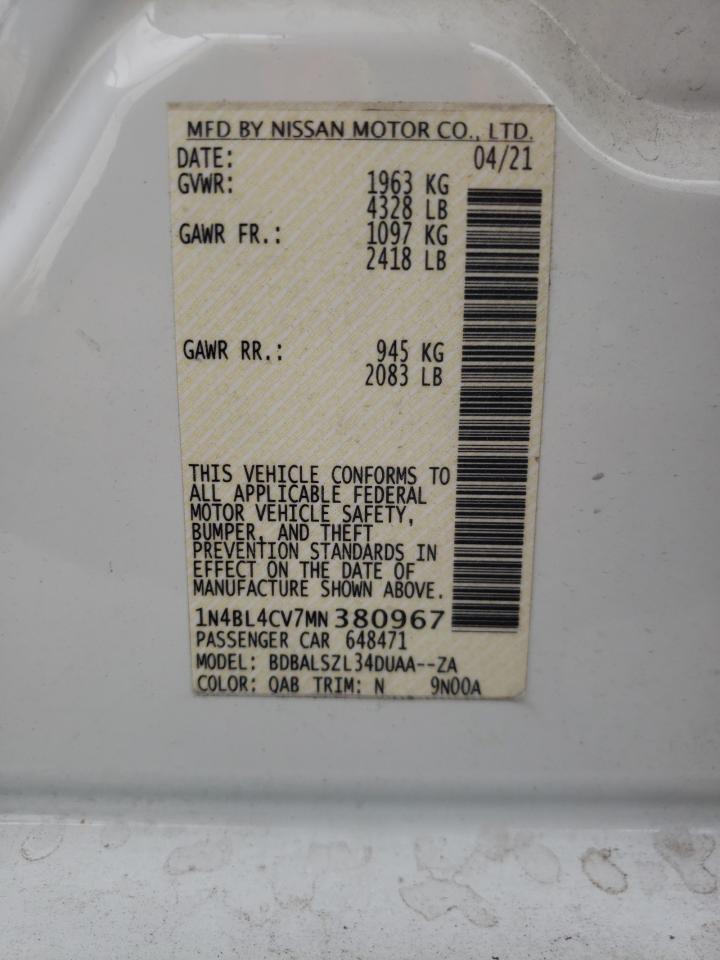 MFD BY NISSAN MOTOR CO., LTD.
DATE: 04/21
GVWR: 1963 KG
4328 LB
GAWR FR.: 1097 KG
2418 LB
GAWR RR.: 945 KG
2083 LB
THIS VEHICLE CONFORMS TO
ALL APPLICABLE FEDERAL
MOTOR VEHICLE SAFETY,
BUMPER, AND THEFT
PREVENTION STANDARDS IN
EFFECT ON THE DATE OF
MANUFACTURE SHOWN ABOVE.
1N4BL4CV7MN380967
PASSENGER CAR 648471
MODEL: BDBALSZL34DUAA--ZA
COLOR: QAB TRIM: N 9N00A